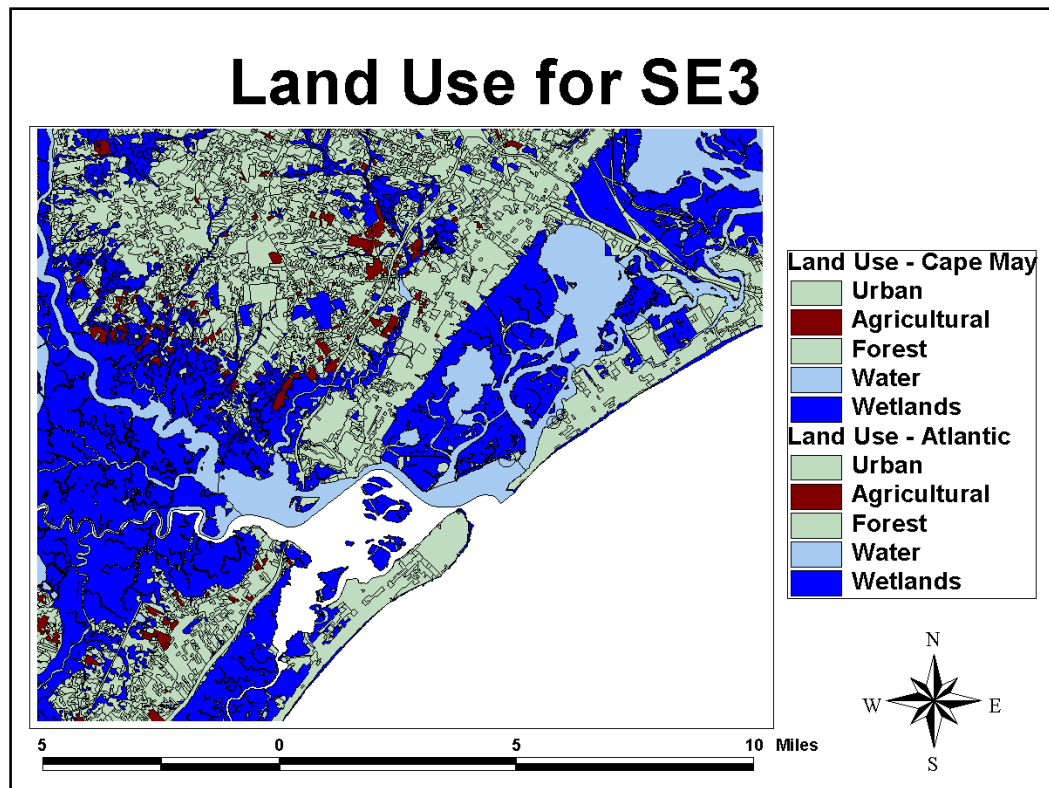 Land Use for SE3
Land Use - Cape May
Urban
Agricultural
Forest
Water
Wetlands
Land Use - Atlantic
Urban
Agricultural
Forest
Water
Wetlands
N
W E
S
5 0 5 10 Miles